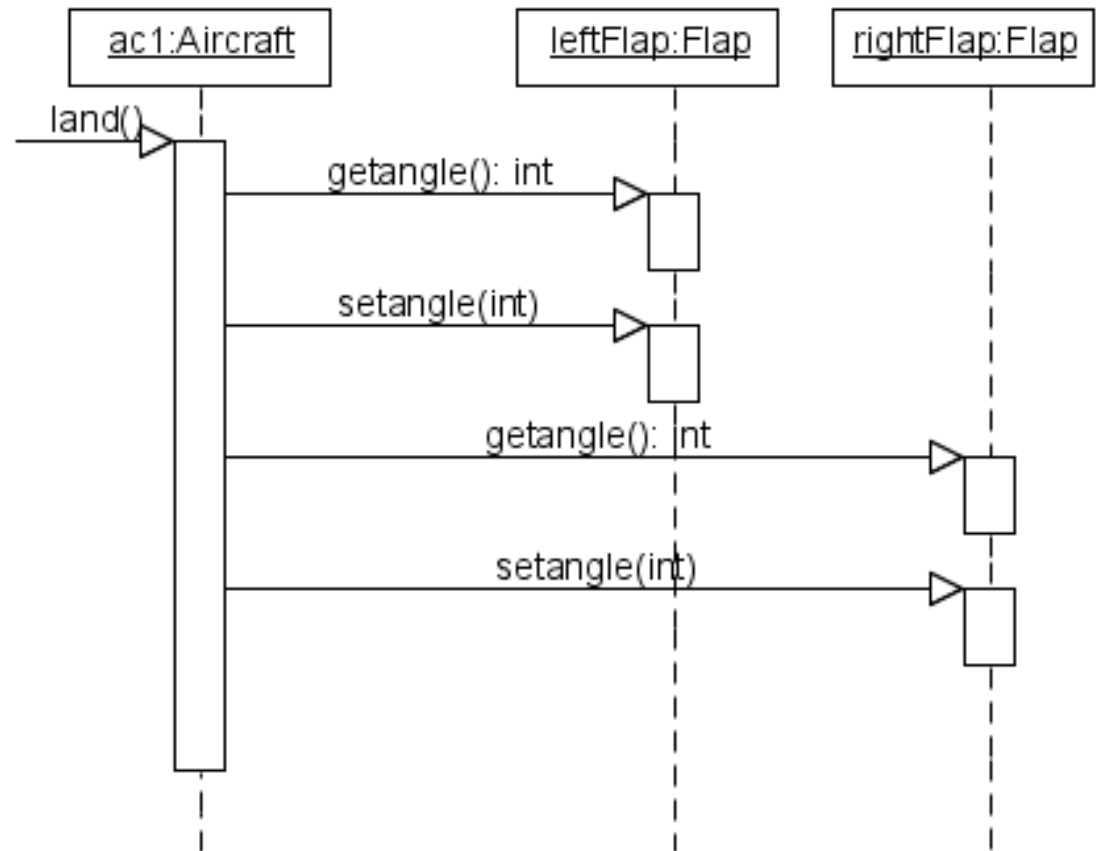 ac1:Aircraft
leftFlap:Flap
rightFlap:Flap
land()
getangle(): int
setangle(int)
getangle(): int
setangle(int)